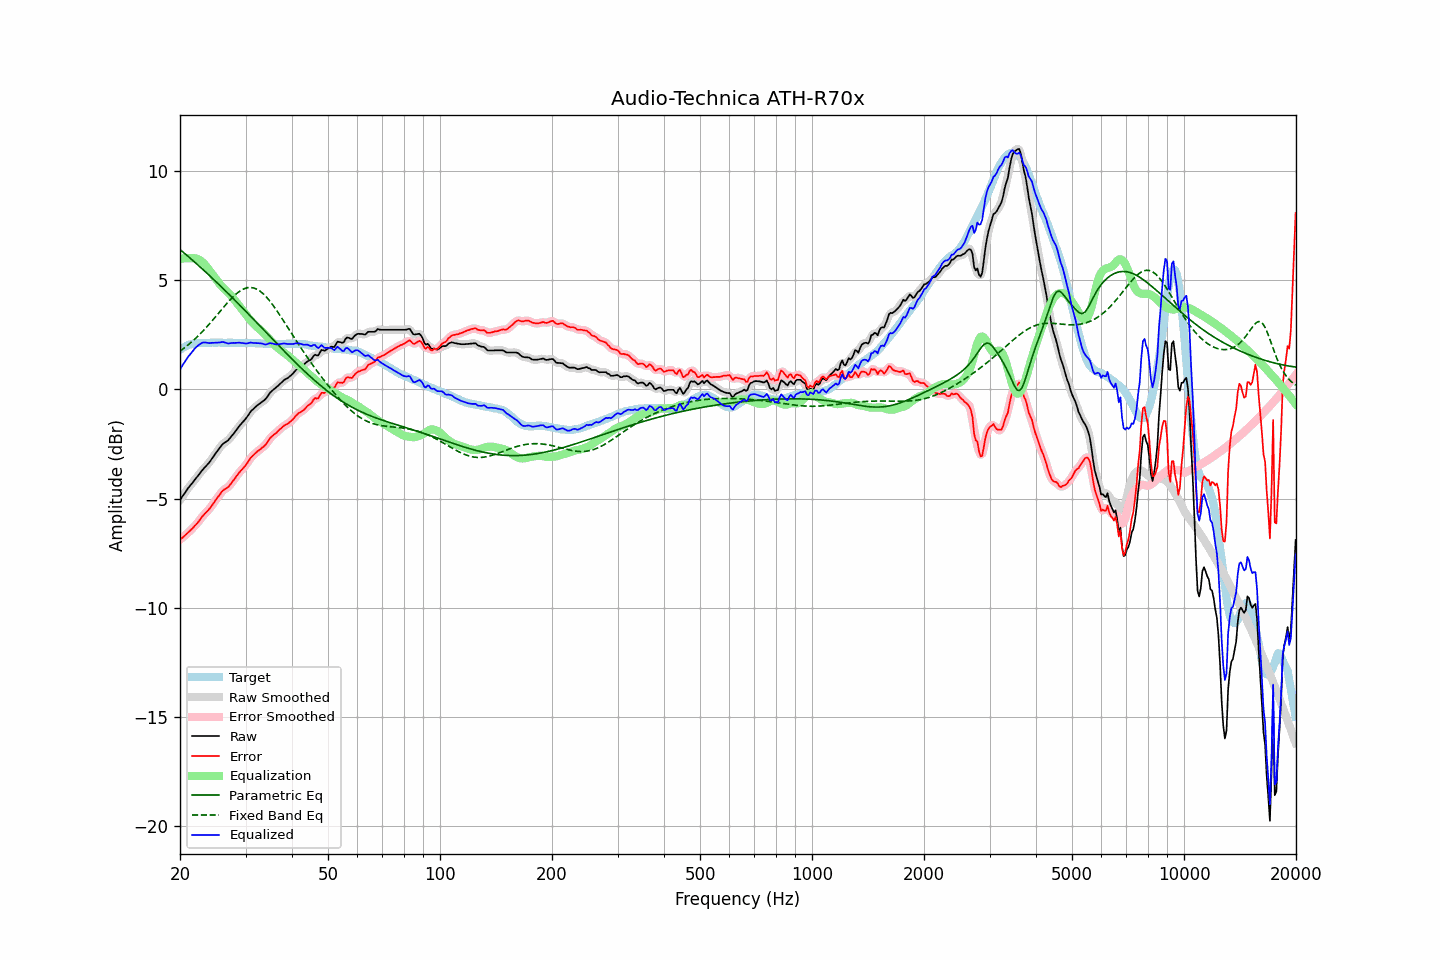 Audio-Technica ATH-R70x
Amplitude (dBr)
10
5
0
−5
−10
−15
−20
Target
Raw Smoothed
Error Smoothed
Raw
Error
Equalization
Parametric Eq
Fixed Band Eq
Equalized
20 50 100 200 500 1000 2000 5000 10000 20000
Frequency (Hz)